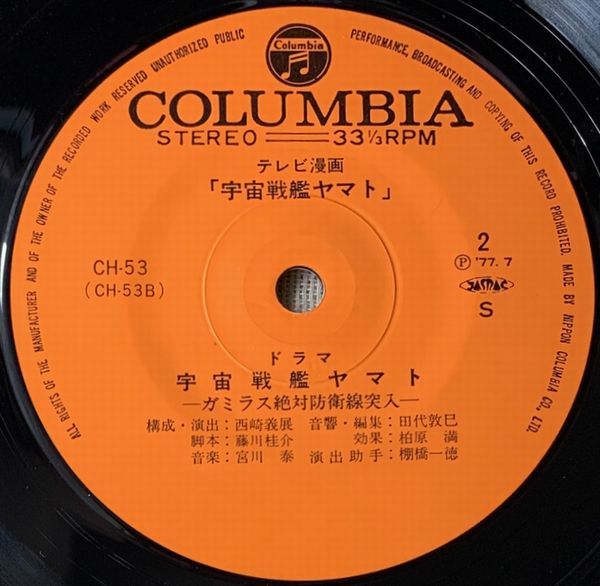 ALL RIGHTS OF THE MANUFACTURER AND OF THE OWNER OF THE RECORDED WORK RESERVED UNAUTHORIZED PUBLIC PERFORMANCE, BROADCASTING AND COPYING OF THIS RECORD PROHIBITED. MADE BY NIPPON COLUMBIA CO., LTD.
Columbia
COLUMBIA
STEREO 33 1/3 RPM
テレビ漫画
「宇宙戦艦ヤマト」
CH-53
(CH-53B)
2
Ⓟ '77. 7
JASRAC
S
ドラマ
宇宙戦艦ヤマト
―ガミラス絶対防衛線突入―
構成・演出：西崎義展 音響・編集：田代敦巳
脚本：藤川桂介 効果：柏原 満
音楽：宮川 泰 演出助手：棚橋一徳